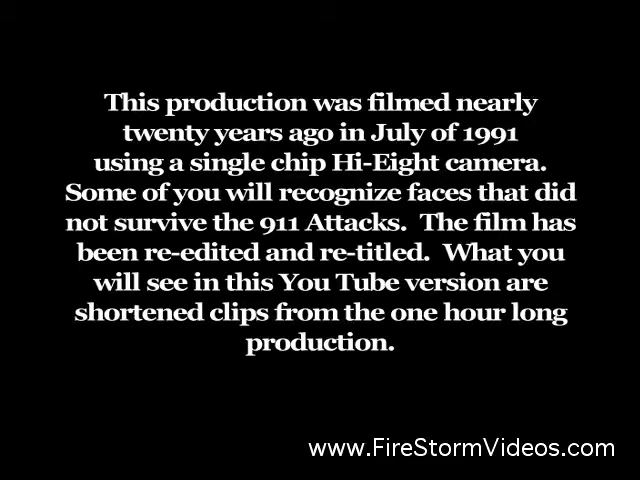 This production was filmed nearly
twenty years ago in July of 1991
using a single chip Hi-Eight camera.
Some of you will recognize faces that did
not survive the 911 Attacks.  The film has
been re-edited and re-titled.  What you
will see in this You Tube version are
shortened clips from the one hour long
production.
www.FireStormVideos.com